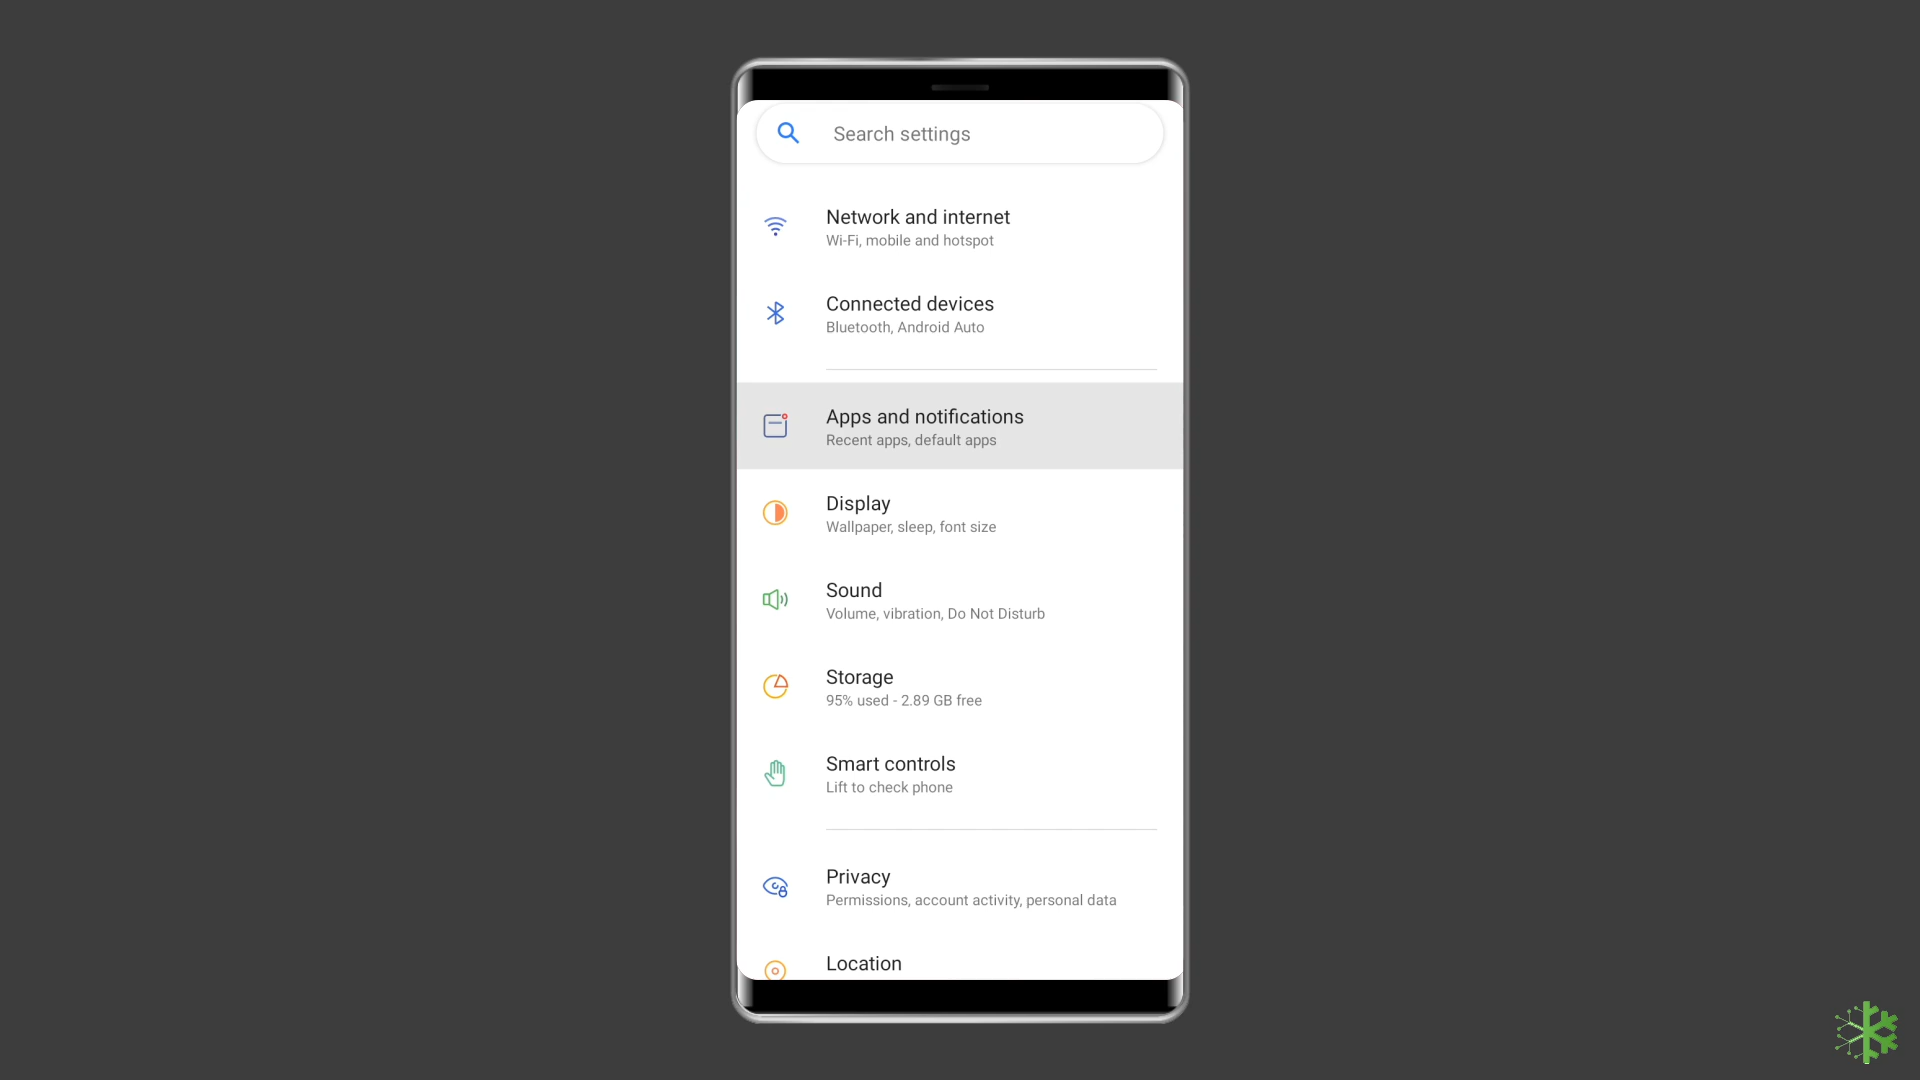 Search settings
Network and internet
Wi-Fi, mobile and hotspot
Connected devices
Bluetooth, Android Auto
Apps and notifications
Recent apps, default apps
Display
Wallpaper, sleep, font size
Sound
Volume, vibration, Do Not Disturb
Storage
95% used - 2.89 GB free
Smart controls
Lift to check phone
Privacy
Permissions, account activity, personal data
Location